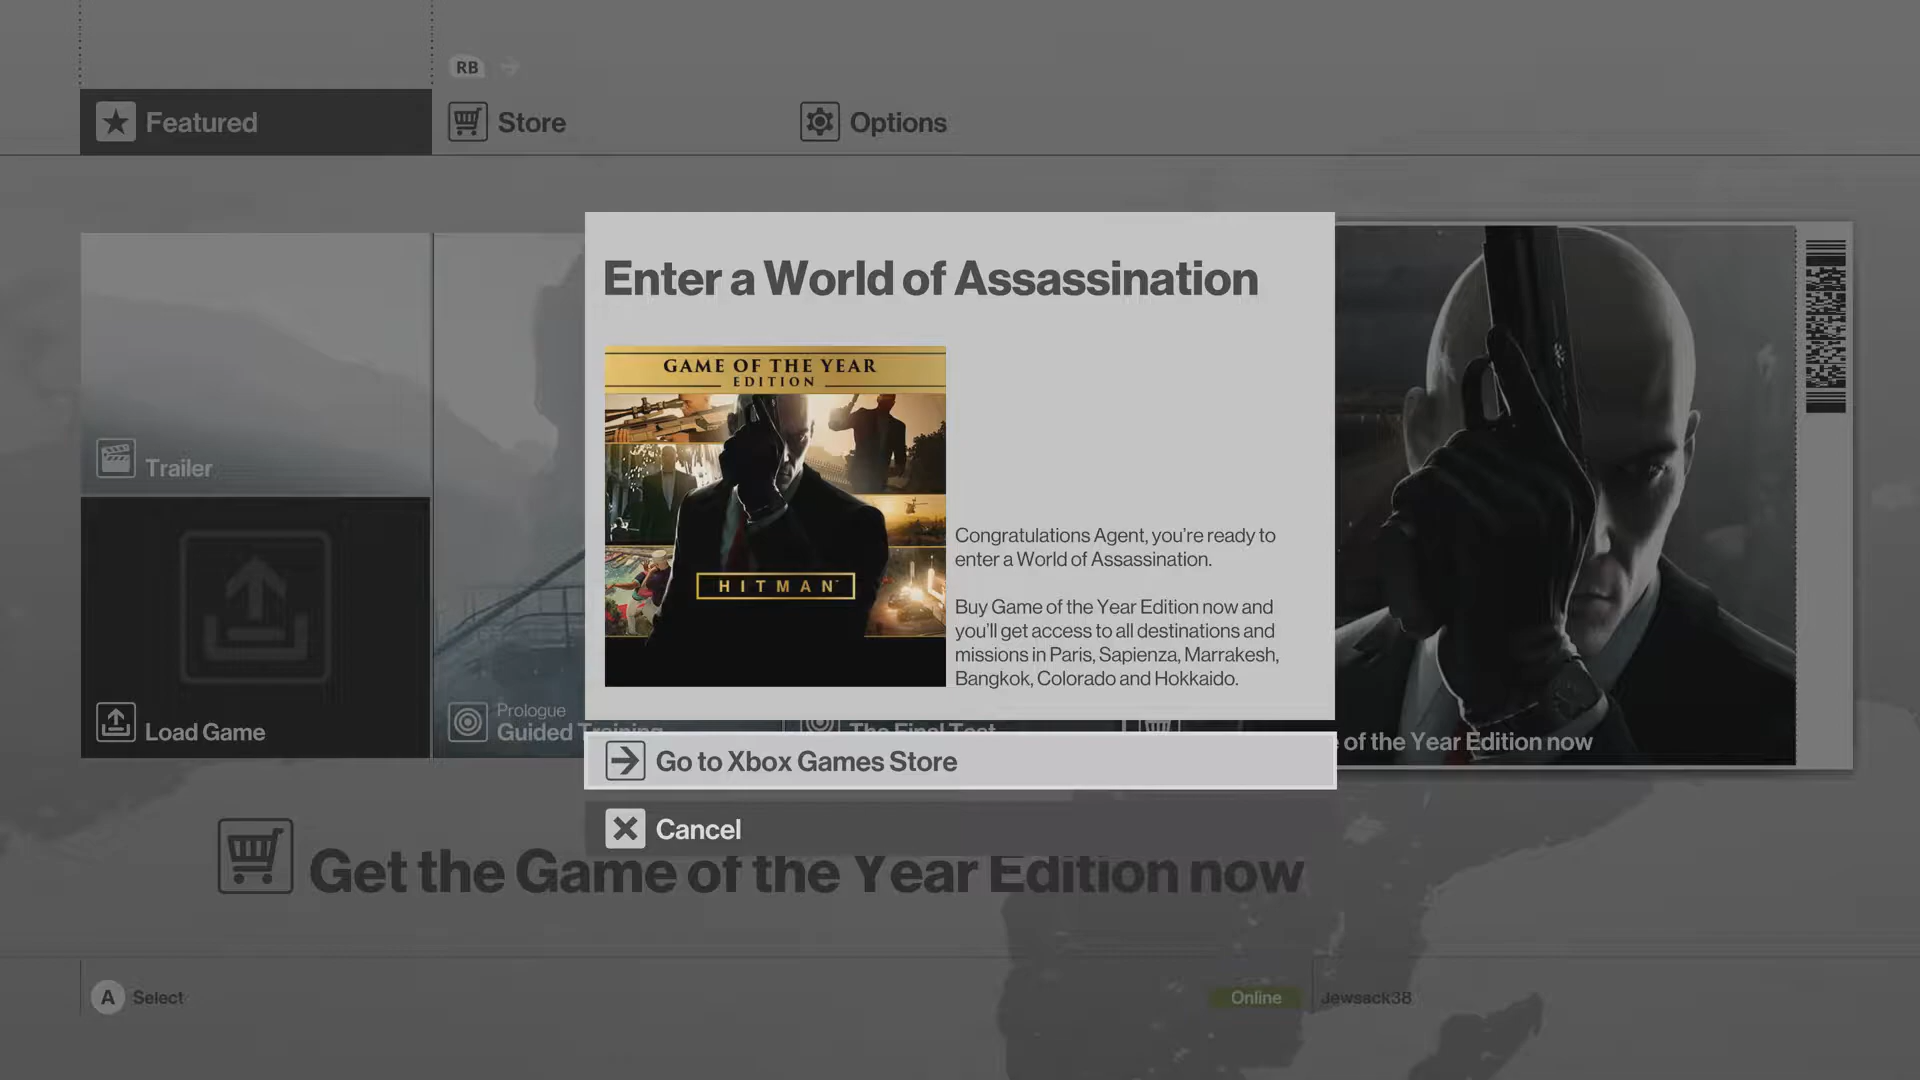 RB
Featured
Store
Options
Enter a World of Assassination
GAME OF THE YEAR
EDITION
HITMAN
Congratulations Agent, you're ready to
enter a World of Assassination.
Buy Game of the Year Edition now and
you'll get access to all destinations and
missions in Paris, Sapienza, Marrakesh,
Bangkok, Colorado and Hokkaido.
Trailer
Load Game
Prologue
Guided Training
The Final Test
of the Year Edition now
Go to Xbox Games Store
Cancel
Get the Game of the Year Edition now
A Select
Online
Jewsack38